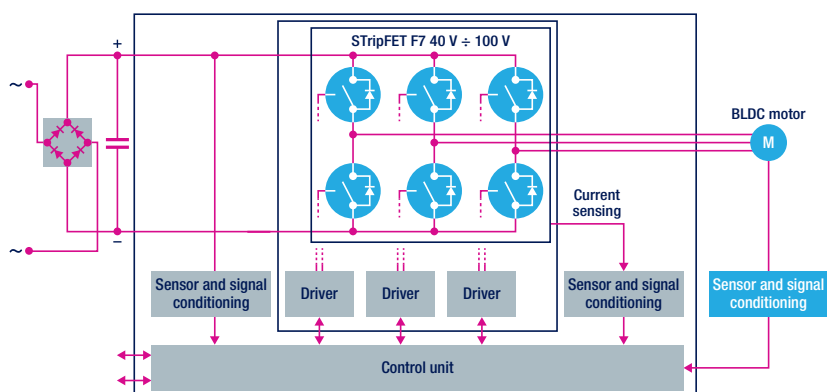 STripFET F7 40 V ÷ 100 V
+
~
BLDC motor
M
Current
sensing
~
−
Sensor and signal
conditioning
Driver
Driver
Driver
Sensor and signal
conditioning
Sensor and signal
conditioning
Control unit